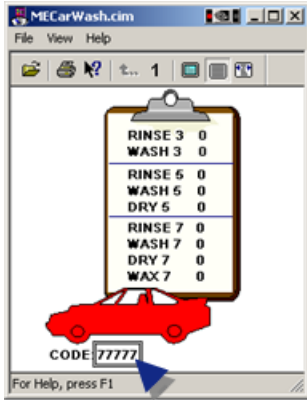 MECarWash.cim
File View Help
1
RINSE 3 0
WASH 3 0
RINSE 5 0
WASH 5 0
DRY 5 0
RINSE 7 0
WASH 7 0
DRY 7 0
WAX 7 0
CODE: 77777
For Help, press F1